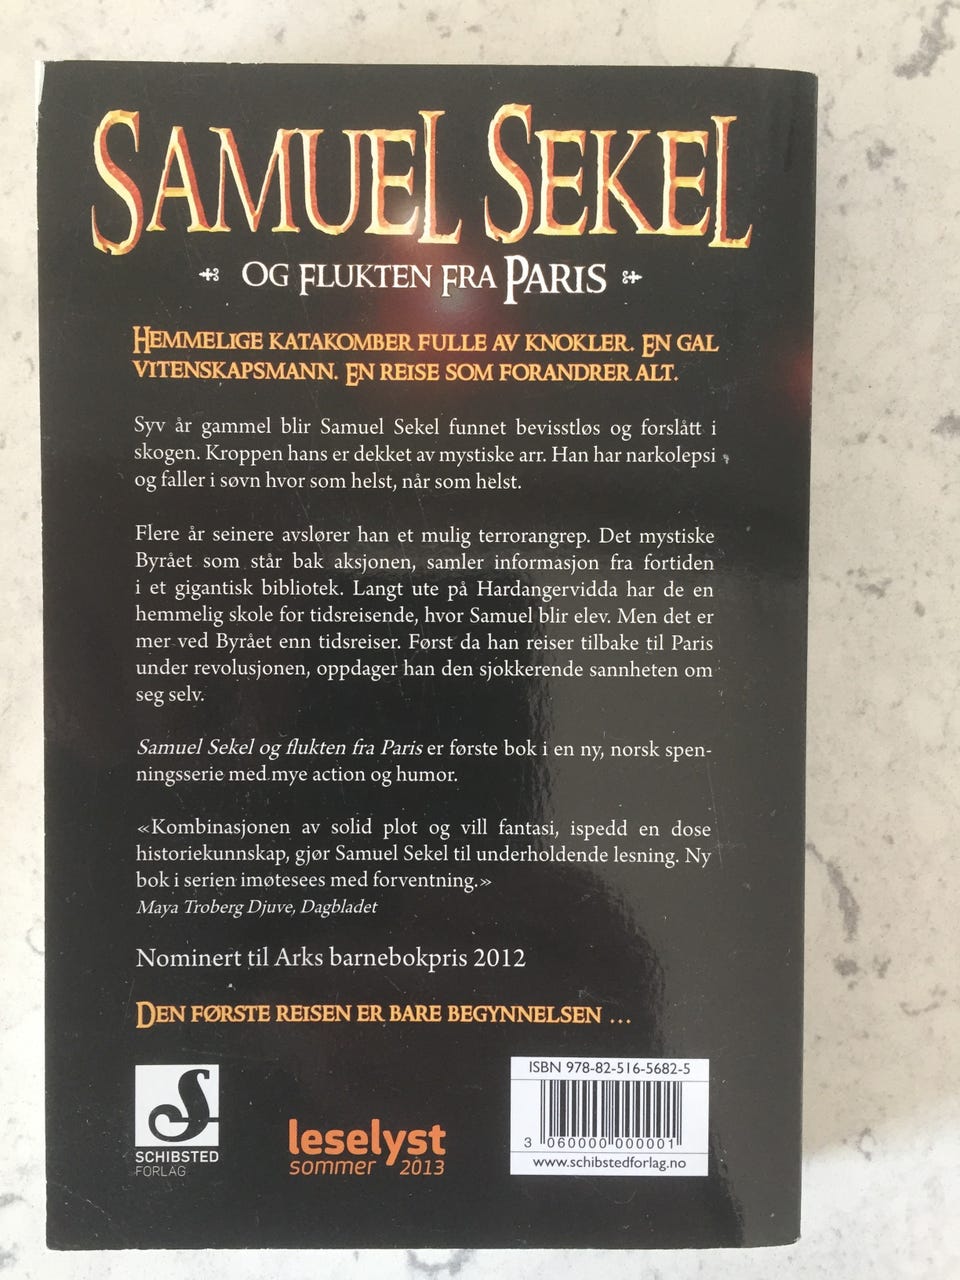 SAMUEL SEKEL
OG FLUKTEN FRA PARIS
HEMMELIGE KATAKOMBER FULLE AV KNOKLER. EN GAL
VITENSKAPSMANN. EN REISE SOM FORANDRER ALT.
Syv år gammel blir Samuel Sekel funnet bevisstløs og forslått i
skogen. Kroppen hans er dekket av mystiske arr. Han har narkolepsi
og faller i søvn hvor som helst, når som helst.
Flere år seinere avslører han et mulig terrorangrep. Det mystiske
Byrået som står bak aksjonen, samler informasjon fra fortiden
i et gigantisk bibliotek. Langt ute på Hardangervidda har de en
hemmelig skole for tidsreisende, hvor Samuel blir elev. Men det er
mer ved Byrået enn tidsreiser. Først da han reiser tilbake til Paris
under revolusjonen, oppdager han den sjokkerende sannheten om
seg selv.
Samuel Sekel og flukten fra Paris er første bok i en ny, norsk spen-
ningsserie med mye action og humor.
«Kombinasjonen av solid plot og vill fantasi, ispedd en dose
historiekunnskap, gjør Samuel Sekel til underholdende lesning. Ny
bok i serien imøtesees med forventning.»
Maya Troberg Djuve, Dagbladet
Nominert til Arks barnebokpris 2012
DEN FØRSTE REISEN ER BARE BEGYNNELSEN ...
S
SCHIBSTED
FORLAG
leselyst
sommer 2013
ISBN 978-82-516-5682-5
3 060000 000001
www.schibstedforlag.no